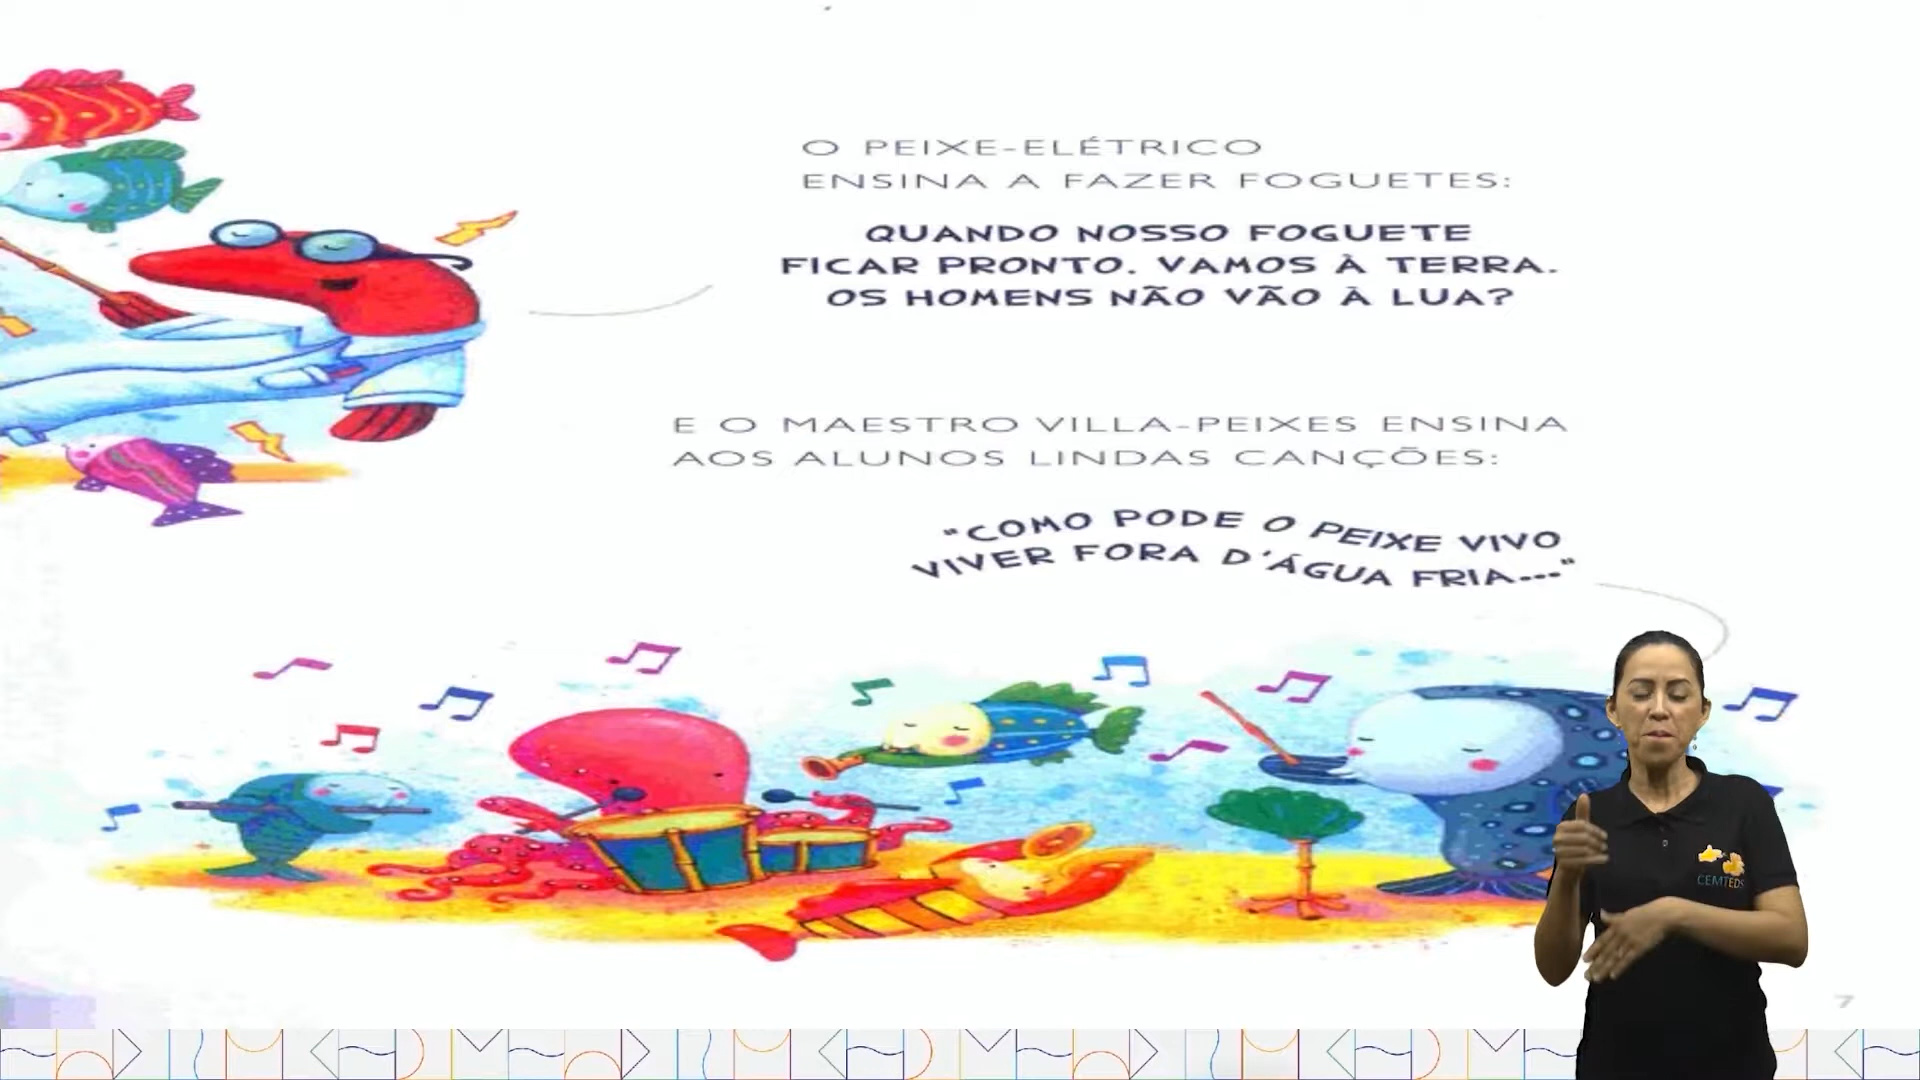 O PEIXE-ELÉTRICO
ENSINA A FAZER FOGUETES:
QUANDO NOSSO FOGUETE
FICAR PRONTO. VAMOS À TERRA.
OS HOMENS NÃO VÃO À LUA?
E O MAESTRO VILLA-PEIXES ENSINA
AOS ALUNOS LINDAS CANÇÕES:
"COMO PODE O PEIXE VIVO
VIVER FORA D'ÁGUA FRIA---"
CEMTEDS
7